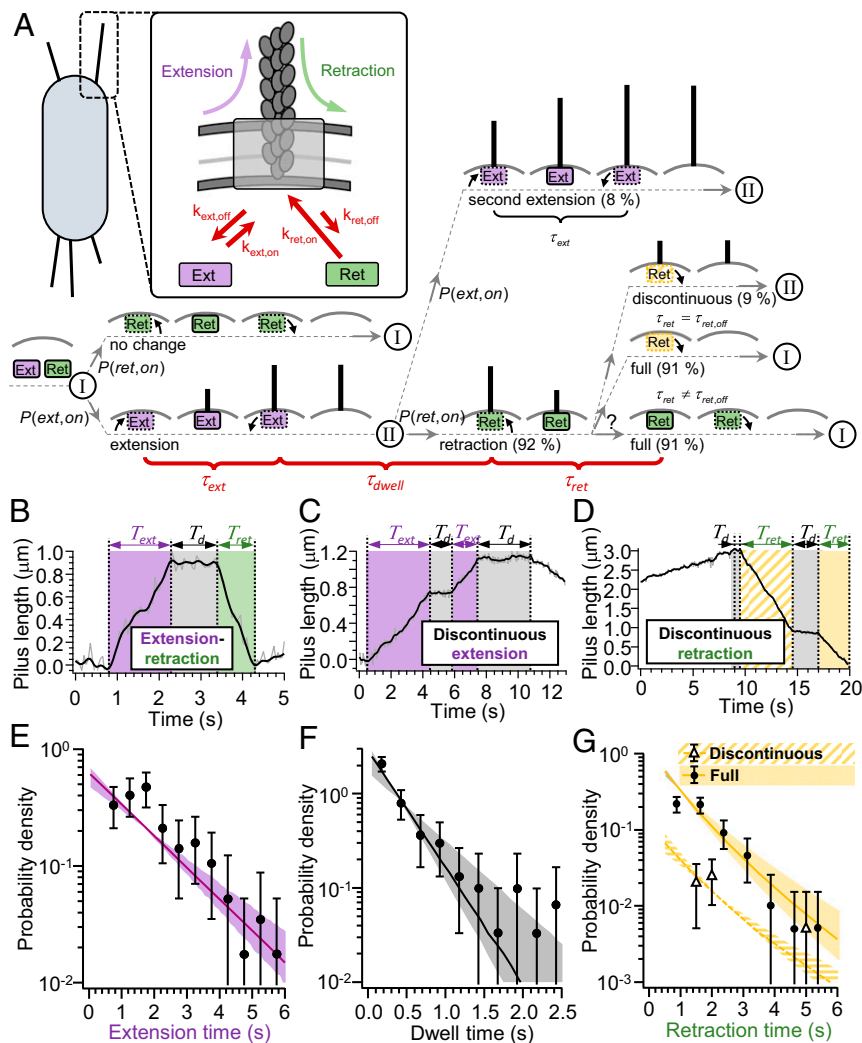 A
Extension
Retraction
k_ext,off
k_ext,on
k_ret,on
k_ret,off
Ext
Ret
Ext
Ext
Ext
second extension (8 %)
II
τ_ext
P(ext,on)
Ret
discontinuous (9 %)
II
τ_ret = τ_ret,off
Ret
full (91 %)
I
τ_ret ≠ τ_ret,off
Ret
Ret
Ret
no change
I
Ext
Ret
I
P(ret,on)
P(ext,on)
Ext
Ext
Ext
extension
II
P(ret,on)
Ret
Ret
retraction (92 %)
?
Ret
Ret
full (91 %)
I
τ_ext
τ_dwell
τ_ret
B
T_ext
T_d
T_ret
Pilus length (μm)
1.0
0.8
0.6
0.4
0.2
0.0
Extension-
retraction
0 1 2 3 4 5
Time (s)
C
T_ext
T_d
T_ext
T_d
Pilus length (μm)
1.2
0.8
0.4
0.0
Discontinuous
extension
0 2 4 6 8 10 12
Time (s)
D
T_d
T_ret
T_d
T_ret
Pilus length (μm)
3.0
2.5
2.0
1.5
1.0
0.5
0.0
Discontinuous
retraction
0 5 10 15 20
Time (s)
E
Probability density
10^0
10^-1
10^-2
0 1 2 3 4 5 6
Extension time (s)
F
Probability density
10^1
10^0
10^-1
10^-2
0.0 0.5 1.0 1.5 2.0 2.5
Dwell time (s)
G
Discontinuous
Full
Probability density
10^0
10^-1
10^-2
10^-3
0 1 2 3 4 5 6
Retraction time (s)